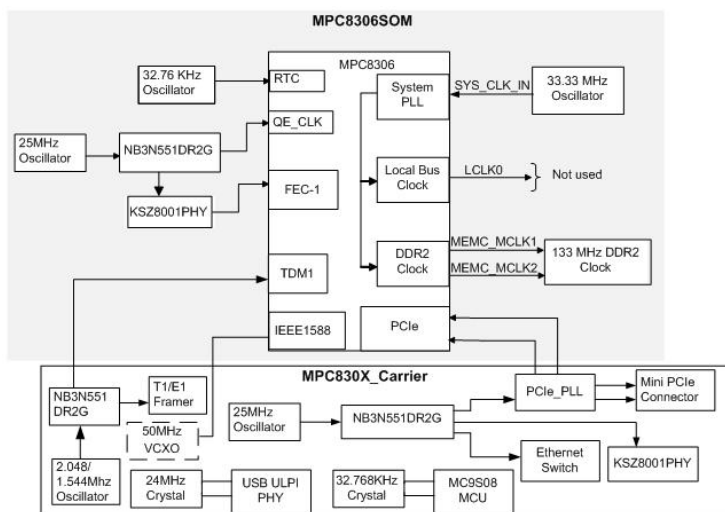 MPC8306SOM
MPC8306
32.76 KHz
Oscillator
RTC
System
PLL
SYS_CLK_IN
33.33 MHz
Oscillator
QE_CLK
25MHz
Oscillator
NB3N551DR2G
Local Bus
Clock
LCLK0
Not used
KSZ8001PHY
FEC-1
DDR2
Clock
MEMC_MCLK1
MEMC_MCLK2
133 MHz DDR2
Clock
TDM1
IEEE1588
PCIe
MPC830X_Carrier
NB3N551
DR2G
T1/E1
Framer
PCIe_PLL
Mini PCIe
Connector
25MHz
Oscillator
NB3N551DR2G
50MHz
VCXO
Ethernet
Switch
KSZ8001PHY
2.048/
1.544Mhz
Oscillator
24MHz
Crystal
USB ULPI
PHY
32.768KHz
Crystal
MC9S08
MCU